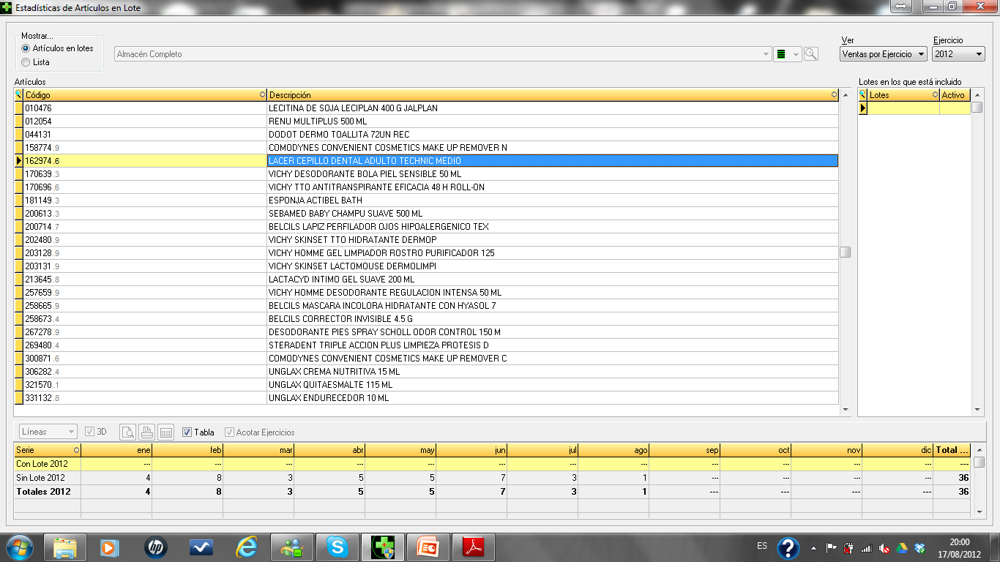 Estadísticas de Artículos en Lote
Mostrar...
Artículos en lotes
Lista
Almacén Completo
Ver
Ventas por Ejercicio
Ejercicio
2012
Artículos
Código Descripción
010476 LECITINA DE SOJA LECIPLAN 400 G JALPLAN
012054 RENU MULTIPLUS 500 ML
044131 DODOT DERMO TOALLITA 72UN REC
158774.9 COMODYNES CONVENIENT COSMETICS MAKE UP REMOVER N
162974.6 LACER CEPILLO DENTAL ADULTO TECHNIC MEDIO
170639.3 VICHY DESODORANTE BOLA PIEL SENSIBLE 50 ML
170696.6 VICHY TTO ANTITRANSPIRANTE EFICACIA 48 H ROLL-ON
181149.3 ESPONJA ACTIBEL BATH
200613.3 SEBAMED BABY CHAMPU SUAVE 500 ML
200714.7 BELCILS LAPIZ PERFILADOR OJOS HIPOALERGENICO TEX
202480.9 VICHY SKINSET TTO HIDRATANTE DERMOP
203128.9 VICHY HOMME GEL LIMPIADOR ROSTRO PURIFICADOR 125
203131.9 VICHY SKINSET LACTOMOUSE DERMOLIMPI
213645.8 LACTACYD INTIMO GEL SUAVE 200 ML
257659.9 VICHY HOMME DESODORANTE REGULACION INTENSA 50 ML
258665.9 BELCILS MASCARA INCOLORA HIDRATANTE CON HYASOL 7
258673.4 BELCILS CORRECTOR INVISIBLE 4.5 G
267278.9 DESODORANTE PIES SPRAY SCHOLL ODOR CONTROL 150 M
269480.4 STERADENT TRIPLE ACCION PLUS LIMPIEZA PROTESIS D
300871.6 COMODYNES CONVENIENT COSMETICS MAKE UP REMOVER C
306282.4 UNGLAX CREMA NUTRITIVA 15 ML
321570.1 UNGLAX QUITAESMALTE 115 ML
331132.8 UNGLAX ENDURECEDOR 10 ML
Lotes en los que está incluido
Lotes Activo
Líneas 3D Tabla Acotar Ejercicios
Serie ene feb mar abr may jun jul ago sep oct nov dic Total ...
Con Lote 2012 --- --- --- --- --- --- --- --- --- --- --- --- ---
Sin Lote 2012 4 8 3 5 5 7 3 1 --- --- --- --- 36
Totales 2012 4 8 3 5 5 7 3 1 --- --- --- --- 36
hp
ES
20:00
17/08/2012